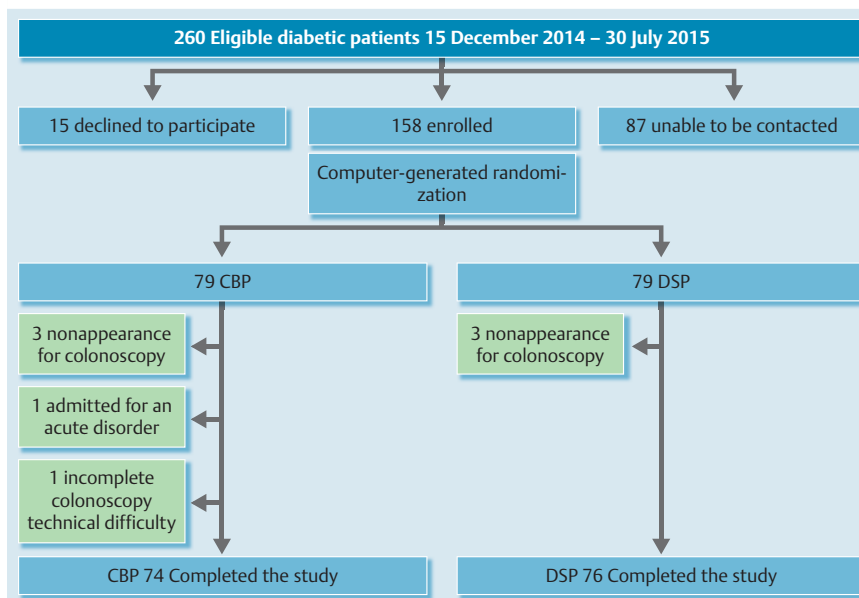 260 Eligible diabetic patients 15 December 2014 – 30 July 2015
15 declined to participate
158 enrolled
87 unable to be contacted
Computer-generated randomi-
zation
79 CBP
79 DSP
3 nonappearance
for colonoscopy
3 nonappearance
for colonoscopy
1 admitted for an
acute disorder
1 incomplete
colonoscopy
technical difficulty
CBP 74 Completed the study
DSP 76 Completed the study